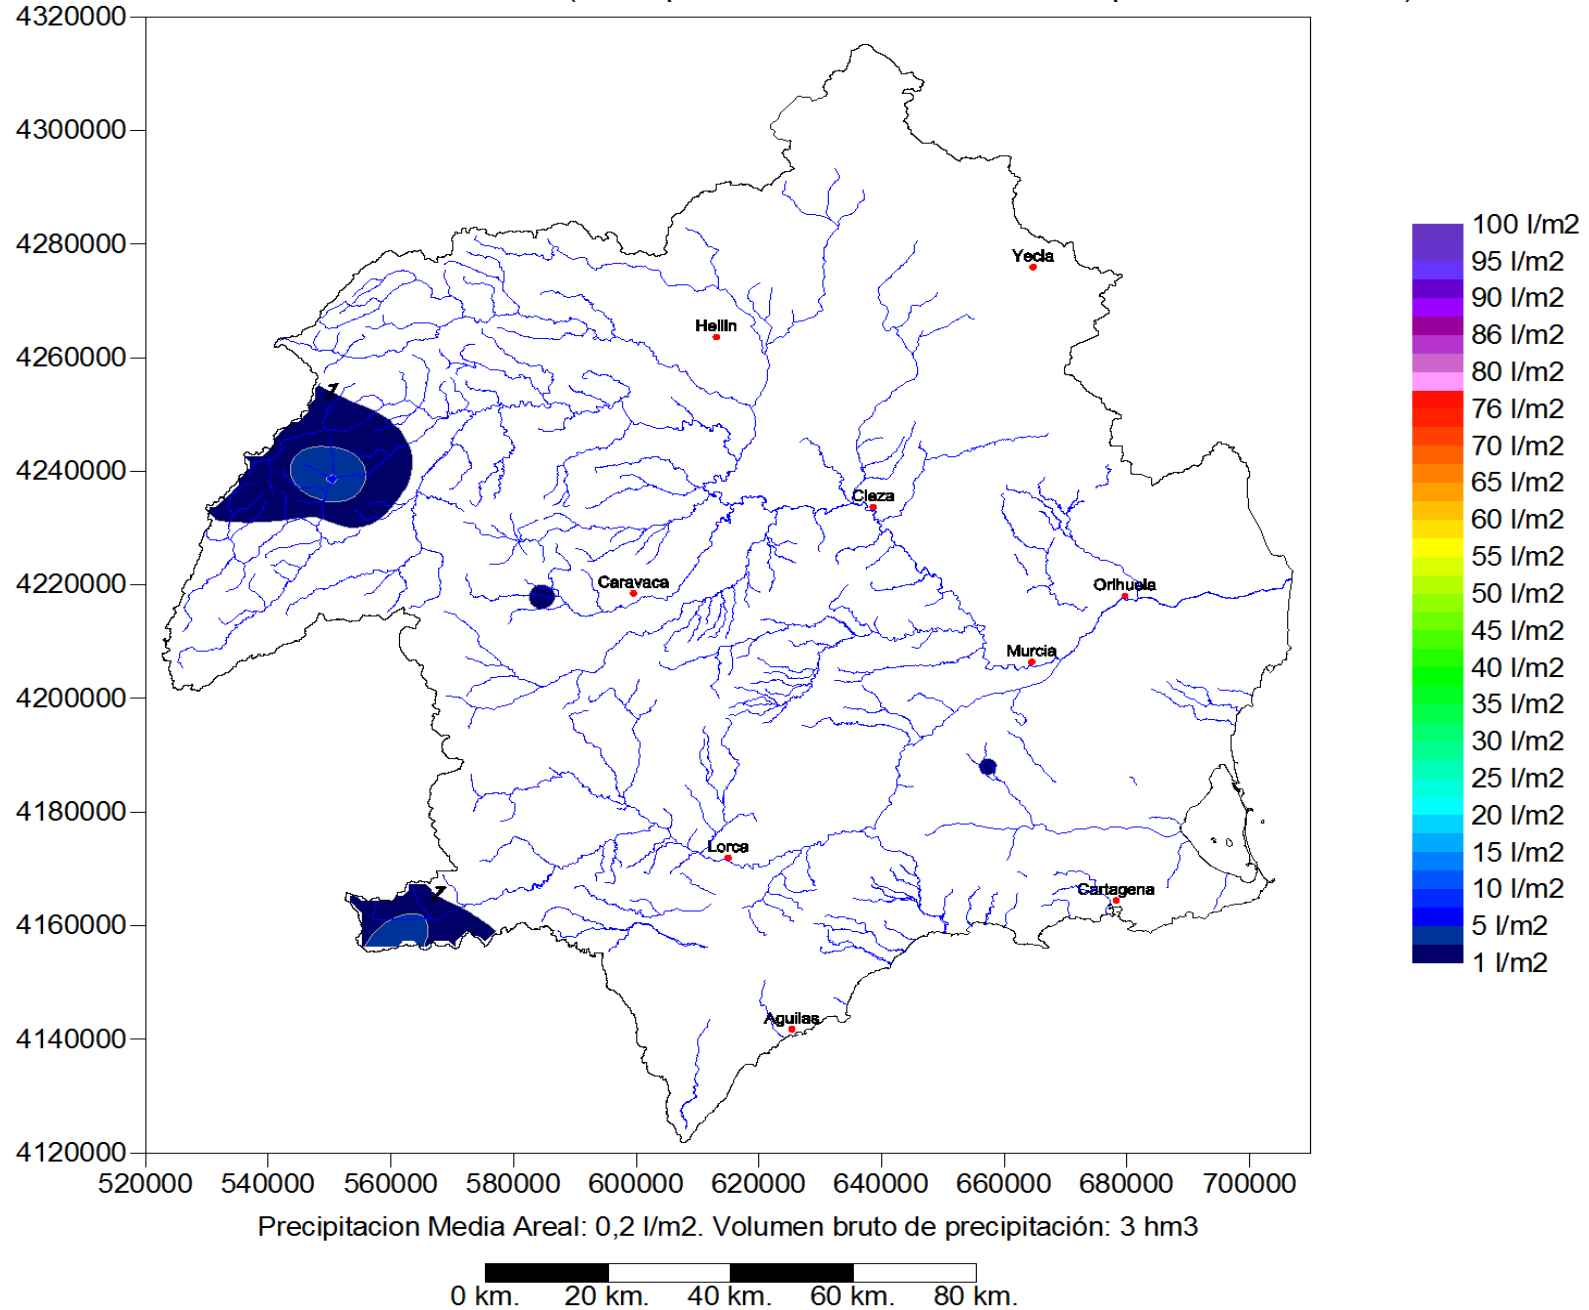 4320000
4300000
4280000
4260000
4240000
4220000
4200000
4180000
4160000
4140000
4120000
520000 540000 560000 580000 600000 620000 640000 660000 680000 700000
Yecla
Hellin
1
Cieza
Caravaca
Orihuela
Murcia
Lorca
1
Cartagena
Aguilas
100 l/m2
95 l/m2
90 l/m2
86 l/m2
80 l/m2
76 l/m2
70 l/m2
65 l/m2
60 l/m2
55 l/m2
50 l/m2
45 l/m2
40 l/m2
35 l/m2
30 l/m2
25 l/m2
20 l/m2
15 l/m2
10 l/m2
5 l/m2
1 l/m2
Precipitacion Media Areal: 0,2 l/m2. Volumen bruto de precipitación: 3 hm3
0 km. 20 km. 40 km. 60 km. 80 km.